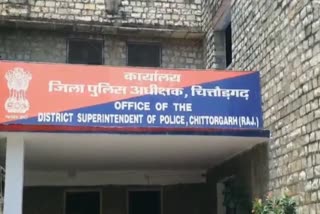 कार्यालय
जिला पुलिस अधीक्षक, चित्तौड़गढ़
OFFICE OF THE
DISTRICT SUPERINTENDENT OF POLICE, CHITTORGARH (RAJ.)